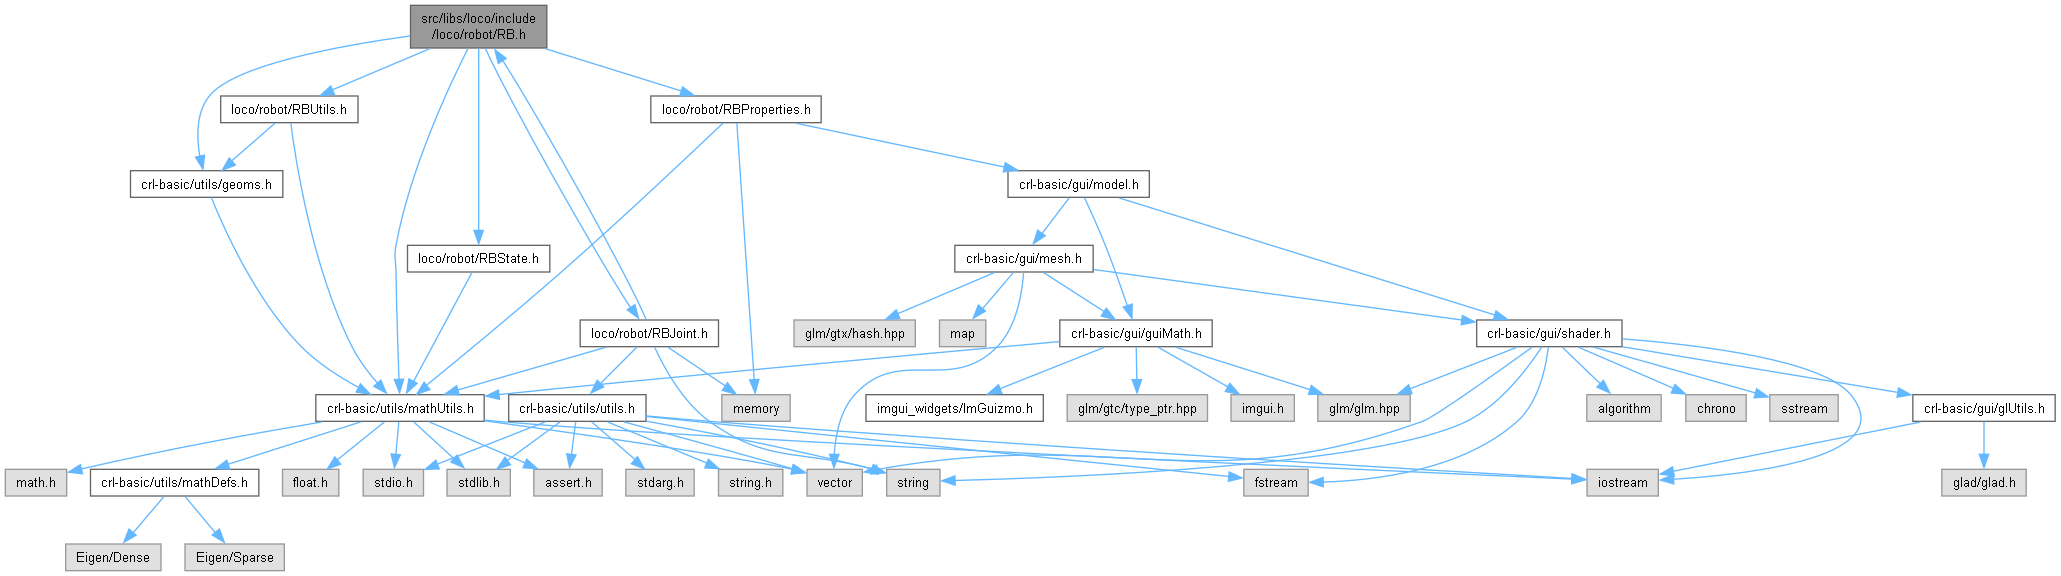 src/libs/loco/include
/loco/robot/RB.h
loco/robot/RBUtils.h
loco/robot/RBProperties.h
crl-basic/utils/geoms.h
crl-basic/gui/model.h
loco/robot/RBState.h
crl-basic/gui/mesh.h
loco/robot/RBJoint.h
glm/gtx/hash.hpp
map
crl-basic/gui/guiMath.h
crl-basic/gui/shader.h
crl-basic/utils/mathUtils.h
crl-basic/utils/utils.h
memory
imgui_widgets/ImGuizmo.h
glm/gtc/type_ptr.hpp
imgui.h
glm/glm.hpp
algorithm
chrono
sstream
crl-basic/gui/glUtils.h
math.h
crl-basic/utils/mathDefs.h
float.h
stdio.h
stdlib.h
assert.h
stdarg.h
string.h
vector
string
fstream
iostream
glad/glad.h
Eigen/Dense
Eigen/Sparse